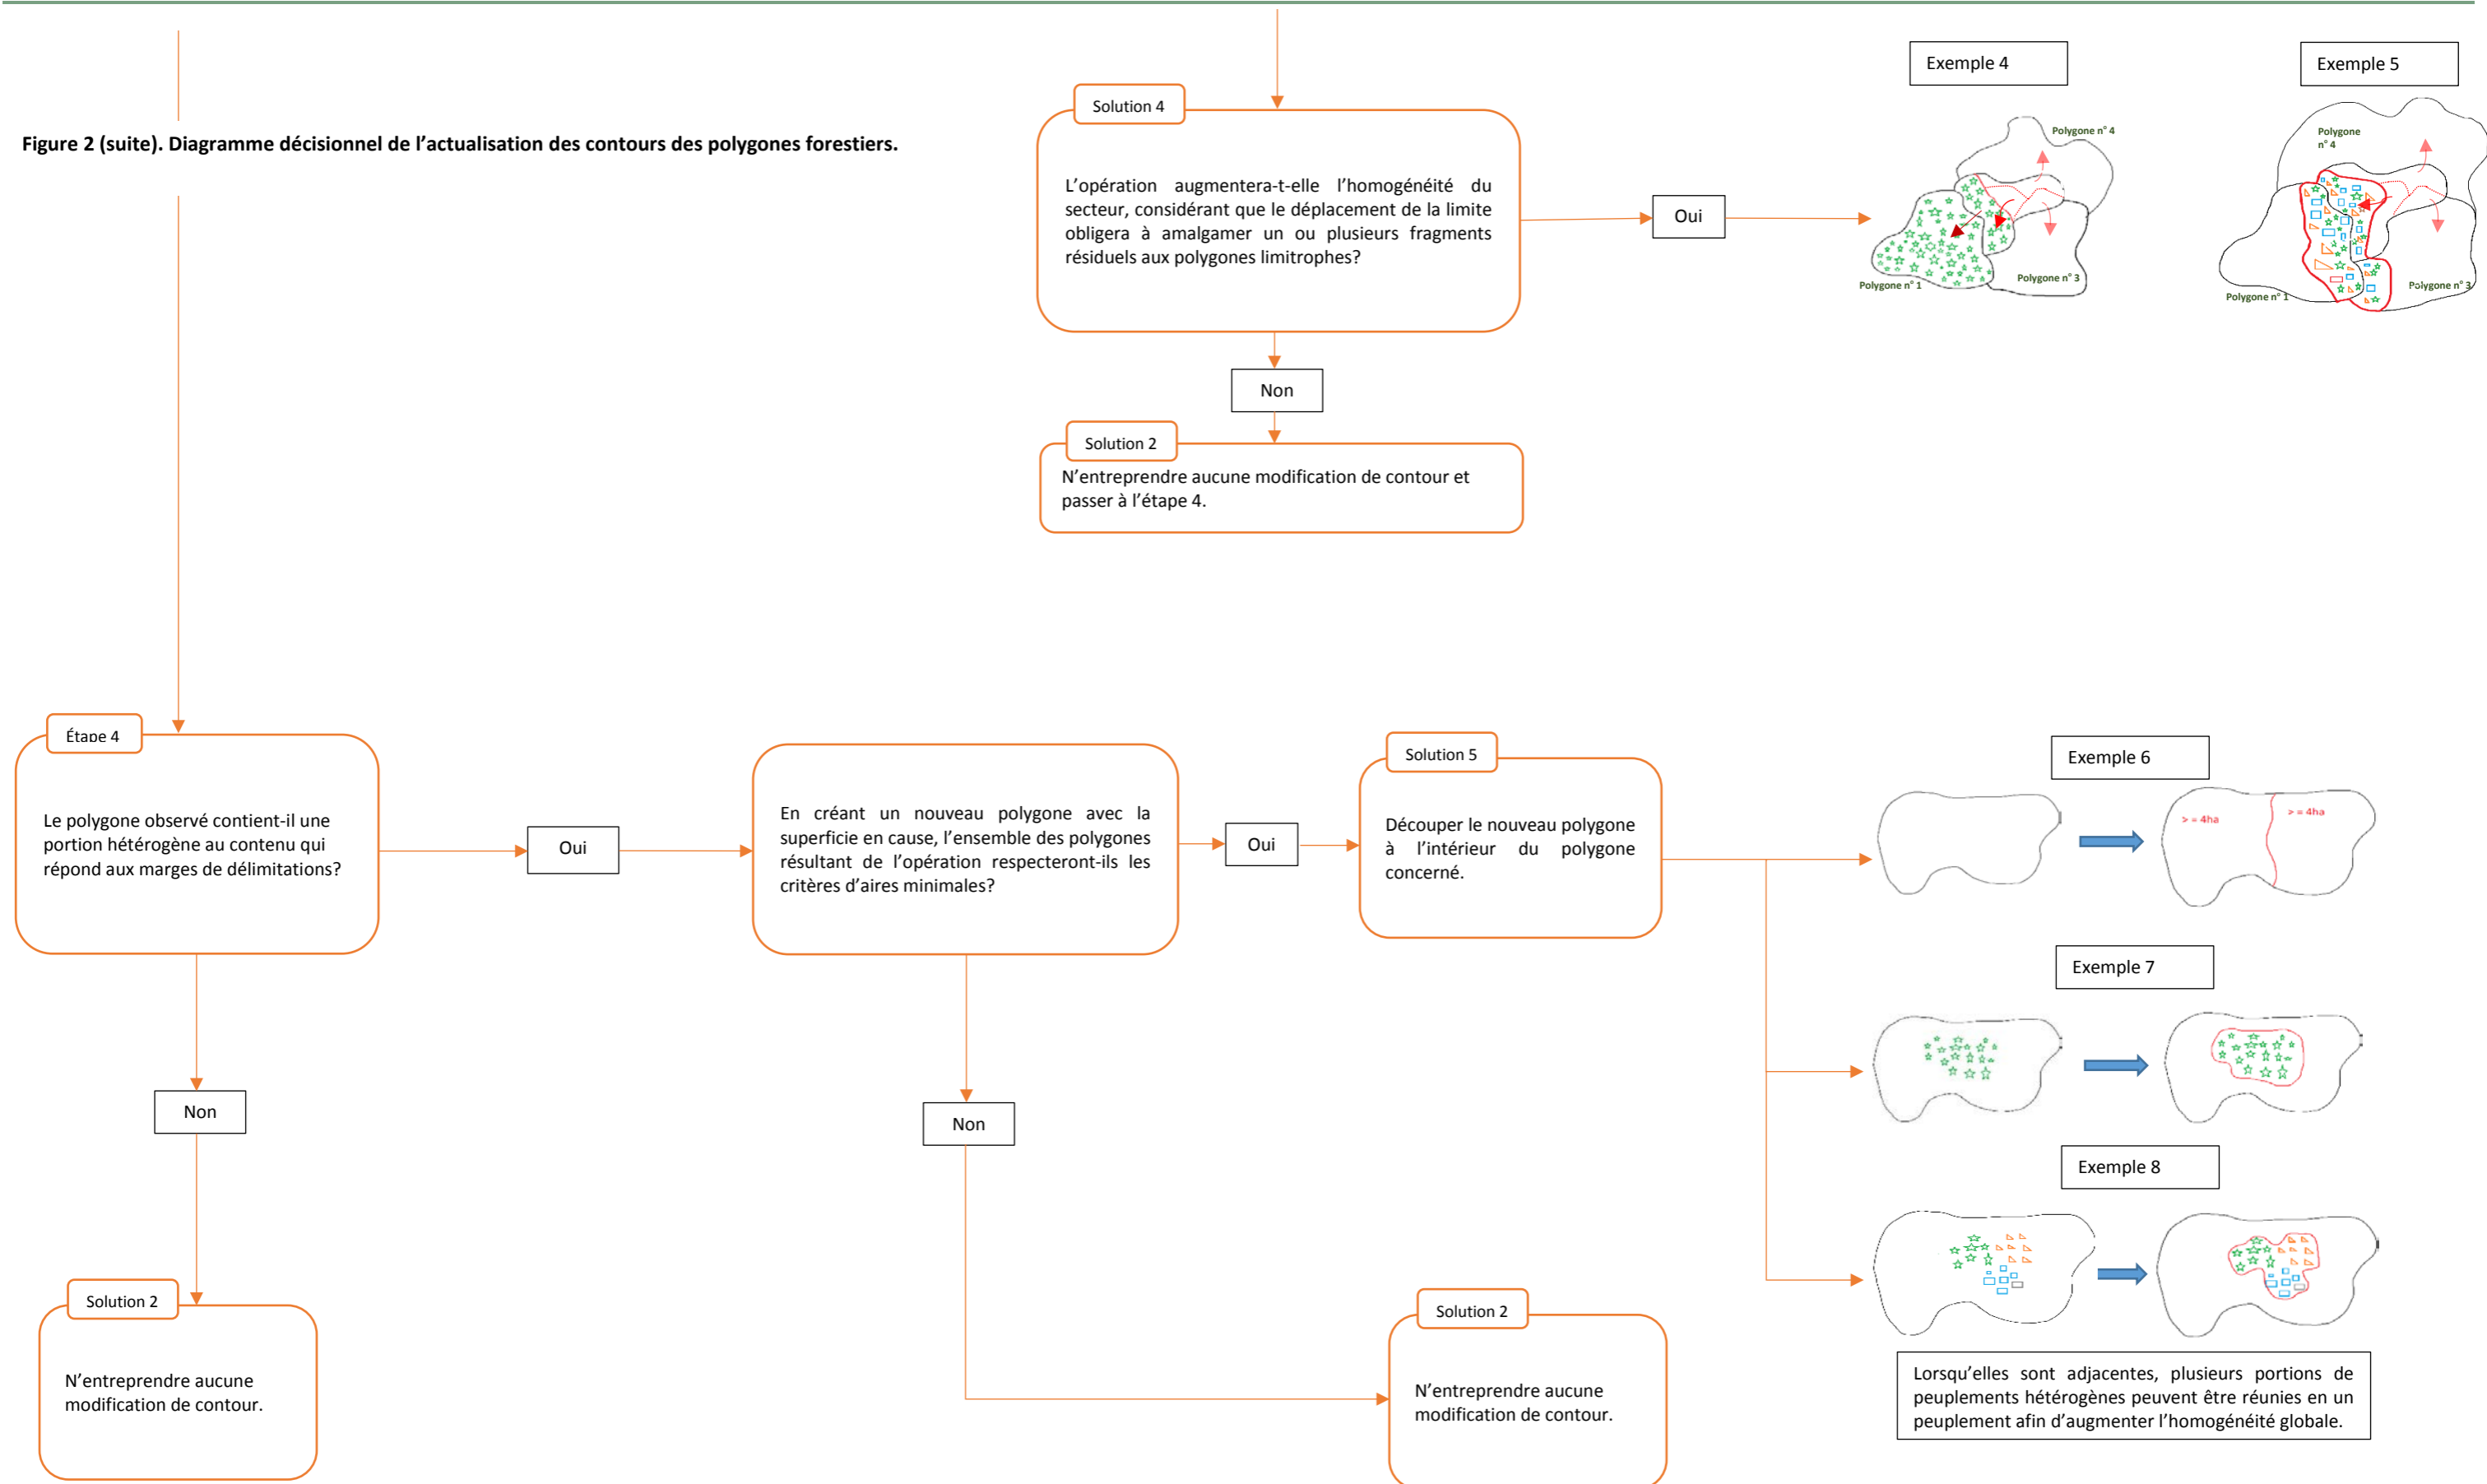 Figure 2 (suite). Diagramme décisionnel de l'actualisation des contours des polygones forestiers.
Solution 4
L'opération augmentera-t-elle l'homogénéité du
secteur, considérant que le déplacement de la limite
obligera à amalgamer un ou plusieurs fragments
résiduels aux polygones limitrophes?
Oui
Exemple 4
Polygone n° 4
Polygone n° 1
Polygone n° 3
Exemple 5
Polygone
n° 4
Polygone n° 1
Polygone n° 3
Non
Solution 2
N'entreprendre aucune modification de contour et
passer à l'étape 4.
Étape 4
Le polygone observé contient-il une
portion hétérogène au contenu qui
répond aux marges de délimitations?
Oui
En créant un nouveau polygone avec la
superficie en cause, l'ensemble des polygones
résultant de l'opération respecteront-ils les
critères d'aires minimales?
Oui
Solution 5
Découper le nouveau polygone
à l'intérieur du polygone
concerné.
Exemple 6
> = 4ha
> = 4ha
Exemple 7
Exemple 8
Lorsqu'elles sont adjacentes, plusieurs portions de
peuplements hétérogènes peuvent être réunies en un
peuplement afin d'augmenter l'homogénéité globale.
Non
Solution 2
N'entreprendre aucune
modification de contour.
Non
Solution 2
N'entreprendre aucune
modification de contour.